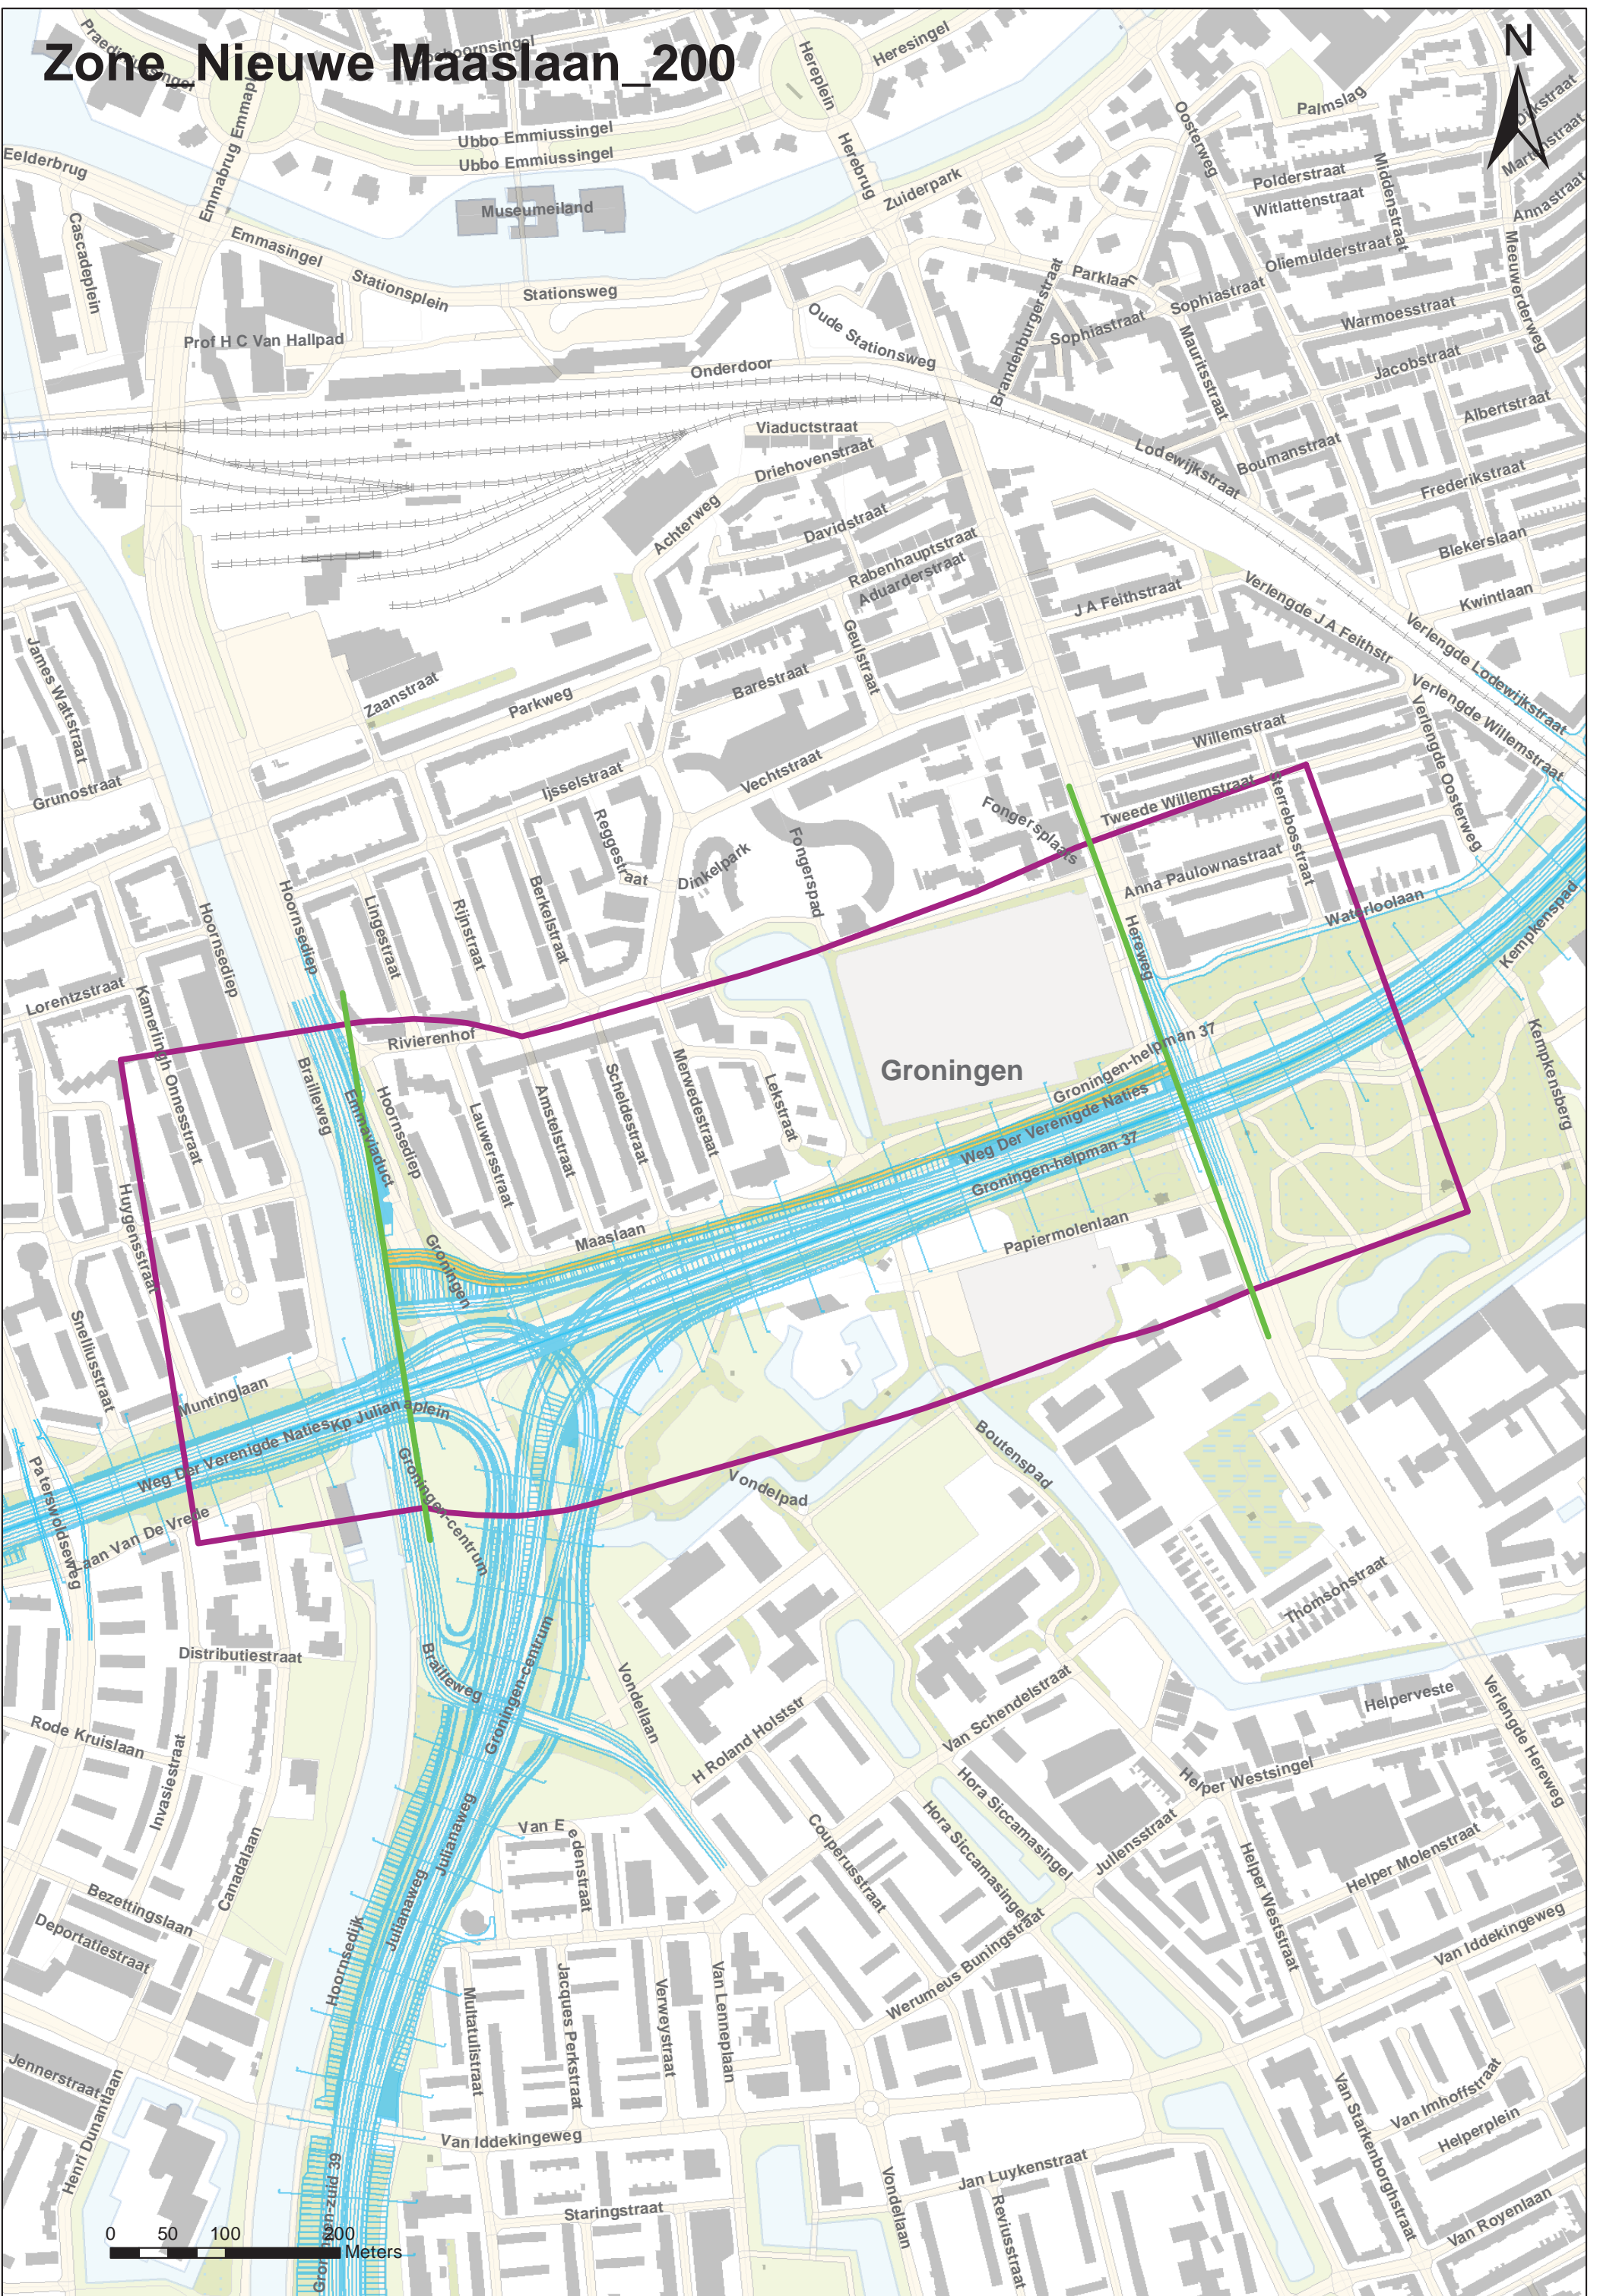 Zone_Nieuwe Maaslaan_200
N
Praediniussingel
Heresingel
Hereplein
Emmabrug
Ubbo Emmiussingel
Ubbo Emmiussingel
Eelderbrug
Herebrug
Zuiderpark
Museumeiland
Cascadeplein
Emmasingel
Stationsplein
Stationsweg
Oosterweg
Palmslag
Polderstraat
Witlattenstraat
Middenstraat
Annastraat
Oliemulderstraat
Meeuwerderweg
Parklaan
Brandenburgerstraat
Sophiastraat
Sophiastraat
Warmoesstraat
Mauritsstraat
Jacobstraat
Albertstraat
Prof H C Van Hallpad
Oude Stationsweg
Onderdoor
Viaductstraat
Driehovenstraat
Lodewijkstraat
Boumanstraat
Frederikstraat
Blekerslaan
Kwintlaan
Achterweg
Davidstraat
Rabenhauptstraat
Aduarderstraat
J A Feithstraat
Verlengde J A Feithstr
Verlengde Lodewijkstraat
Verlengde Willemstraat
Verlengde Oosterweg
James Wattstraat
Zaanstraat
Parkweg
Barestraat
Geulstraat
Willemstraat
Grunostraat
Ijsselstraat
Vechtstraat
Tweede Willemstraat
Sterrebosstraat
Fongersplaats
Reggestraat
Dinkelpark
Fongerspad
Anna Paulownastraat
Waterloolaan
Kempkenspad
Hoornsediep
Hoornsediep
Lingestraat
Rijnstraat
Berkelstraat
Hereweg
Lorentzstraat
Kamerlingh Onnesstraat
Rivierenhof
Brailleweg
Emmaviaduct
Hoornsediep
Lauwersstraat
Amstelstraat
Scheldestraat
Merwedestraat
Lekstraat
Groningen
Groningen-helpman 37
Weg Der Verenigde Naties
Groningen-helpman 37
Kempkensberg
Huygensstraat
Maaslaan
Groningen
Papiermolenlaan
Snelliusstraat
Muntinglaan
Kp Julianaplein
Weg Der Verenigde Naties
Paterswoldseweg
Laan Van De Vrede
Groningen-centrum
Vondelpad
Boutenspad
Thomsonstraat
Distributiestraat
Brailleweg
Groningen-centrum
Vondellaan
Rode Kruislaan
Invasiestraat
Canadalaan
H Roland Holststr
Van Schendelstraat
Helperveste
Verlengde Hereweg
Helper Westsingel
Hora Siccamasingel
Hora Siccamasingel
Julianaweg
Julianaweg
Van Eedenstraat
Couperusstraat
Jullensstraat
Helper Weststraat
Helper Molenstraat
Bezettingslaan
Deportatiestraat
Hoornsedijk
Werumeus Buningstraat
Van Iddekingeweg
Multatulistraat
Jacques Perkstraat
Verweystraat
Van Lenneplaan
Jennerstraat
Henri Dunantlaan
Van Iddekingeweg
Jan Luykenstraat
Van Imhoffstraat
Helperplein
Van Starkenborghstraat
Van Royenlaan
Staringstraat
Vondellaan
Reviusstraat
0 50 100 200
Meters